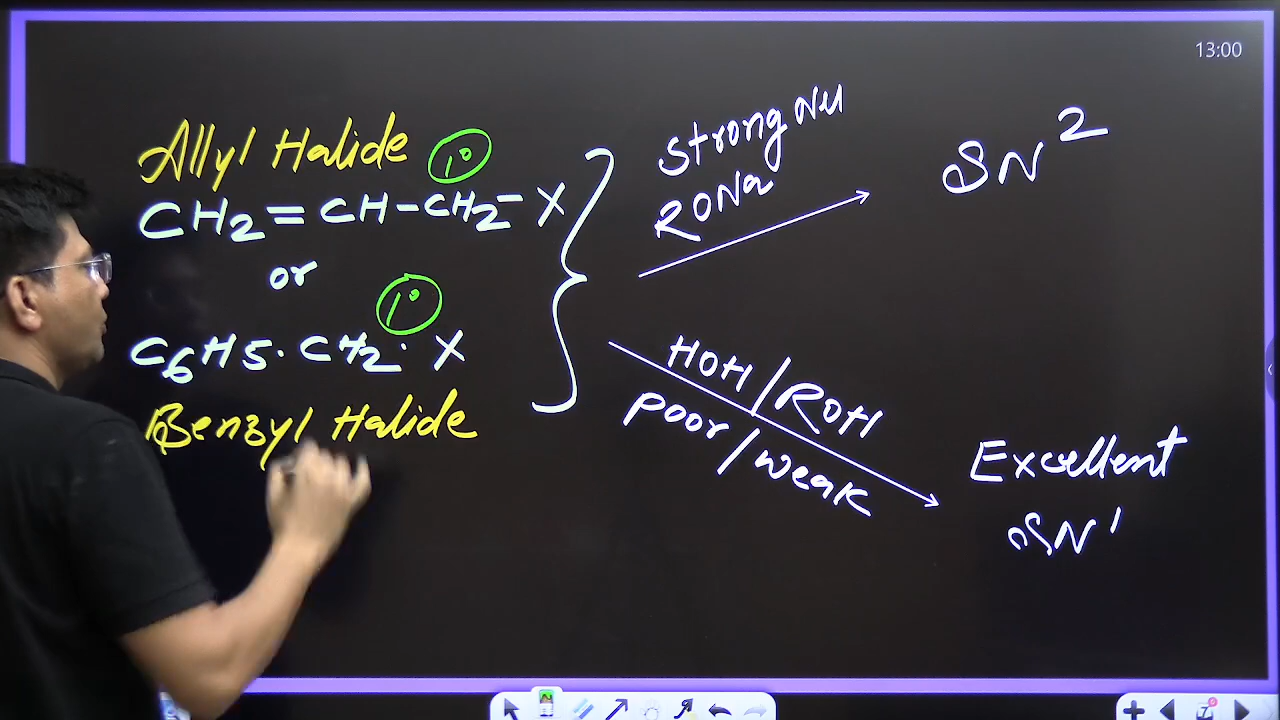 13:00
Allyl Halide 1°
CH2=CH-CH2-X
or
1°
C6H5·CH2·X
Benzyl Halide
Strong Nu
RONa
SN2
HOH/ROH
Poor/weak
Excellent
SN1